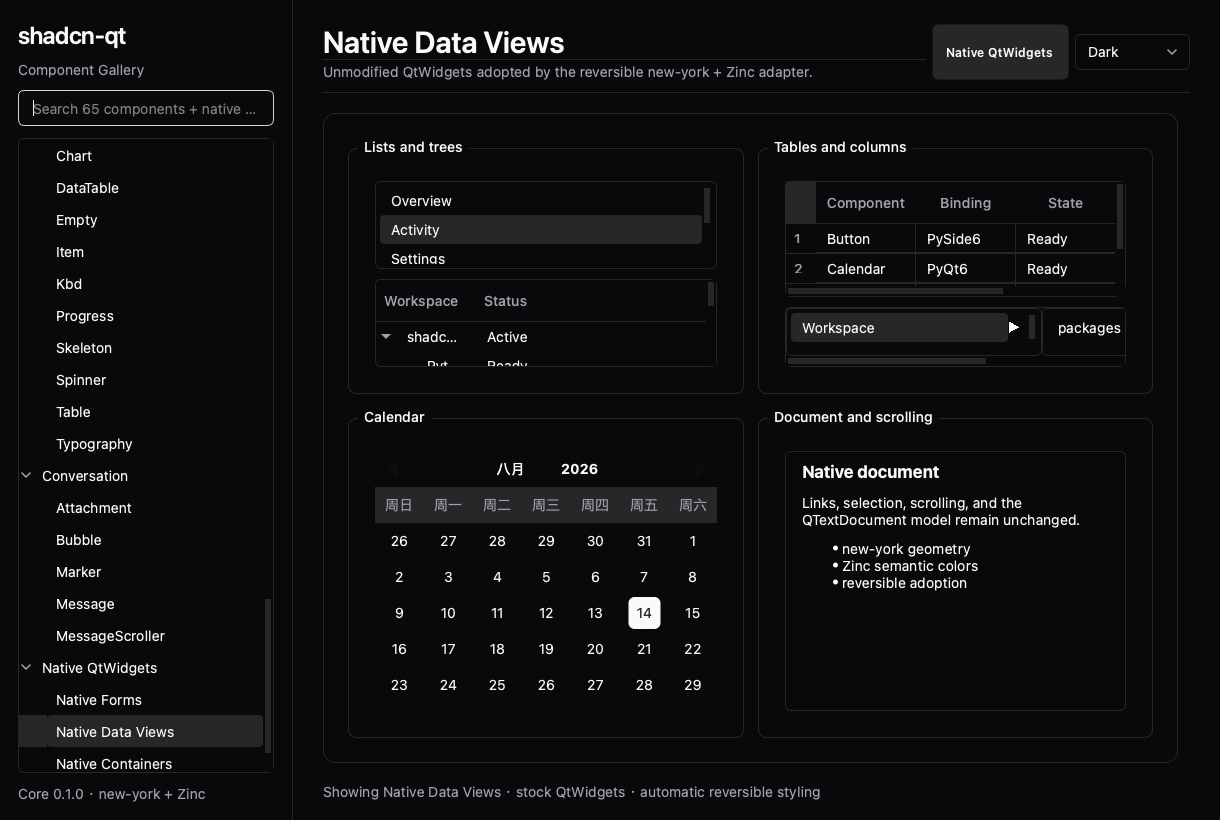 shadcn-qt
Component Gallery
Search 65 components + native ...
Chart
DataTable
Empty
Item
Kbd
Progress
Skeleton
Spinner
Table
Typography
Conversation
Attachment
Bubble
Marker
Message
MessageScroller
Native QtWidgets
Native Forms
Native Data Views
Native Containers
Core 0.1.0 · new-york + Zinc
Native Data Views
Unmodified QtWidgets adopted by the reversible new-york + Zinc adapter.
Native QtWidgets
Dark
Lists and trees
Overview
Activity
Settings
Workspace Status
shadc... Active
Pyt Ready
Tables and columns
Component Binding State
1 Button PySide6 Ready
2 Calendar PyQt6 Ready
Workspace packages
Calendar
八月 2026
周日 周一 周二 周三 周四 周五 周六
26 27 28 29 30 31 1
2 3 4 5 6 7 8
9 10 11 12 13 14 15
16 17 18 19 20 21 22
23 24 25 26 27 28 29
Document and scrolling
Native document
Links, selection, scrolling, and the
QTextDocument model remain unchanged.
• new-york geometry
• Zinc semantic colors
• reversible adoption
Showing Native Data Views · stock QtWidgets · automatic reversible styling